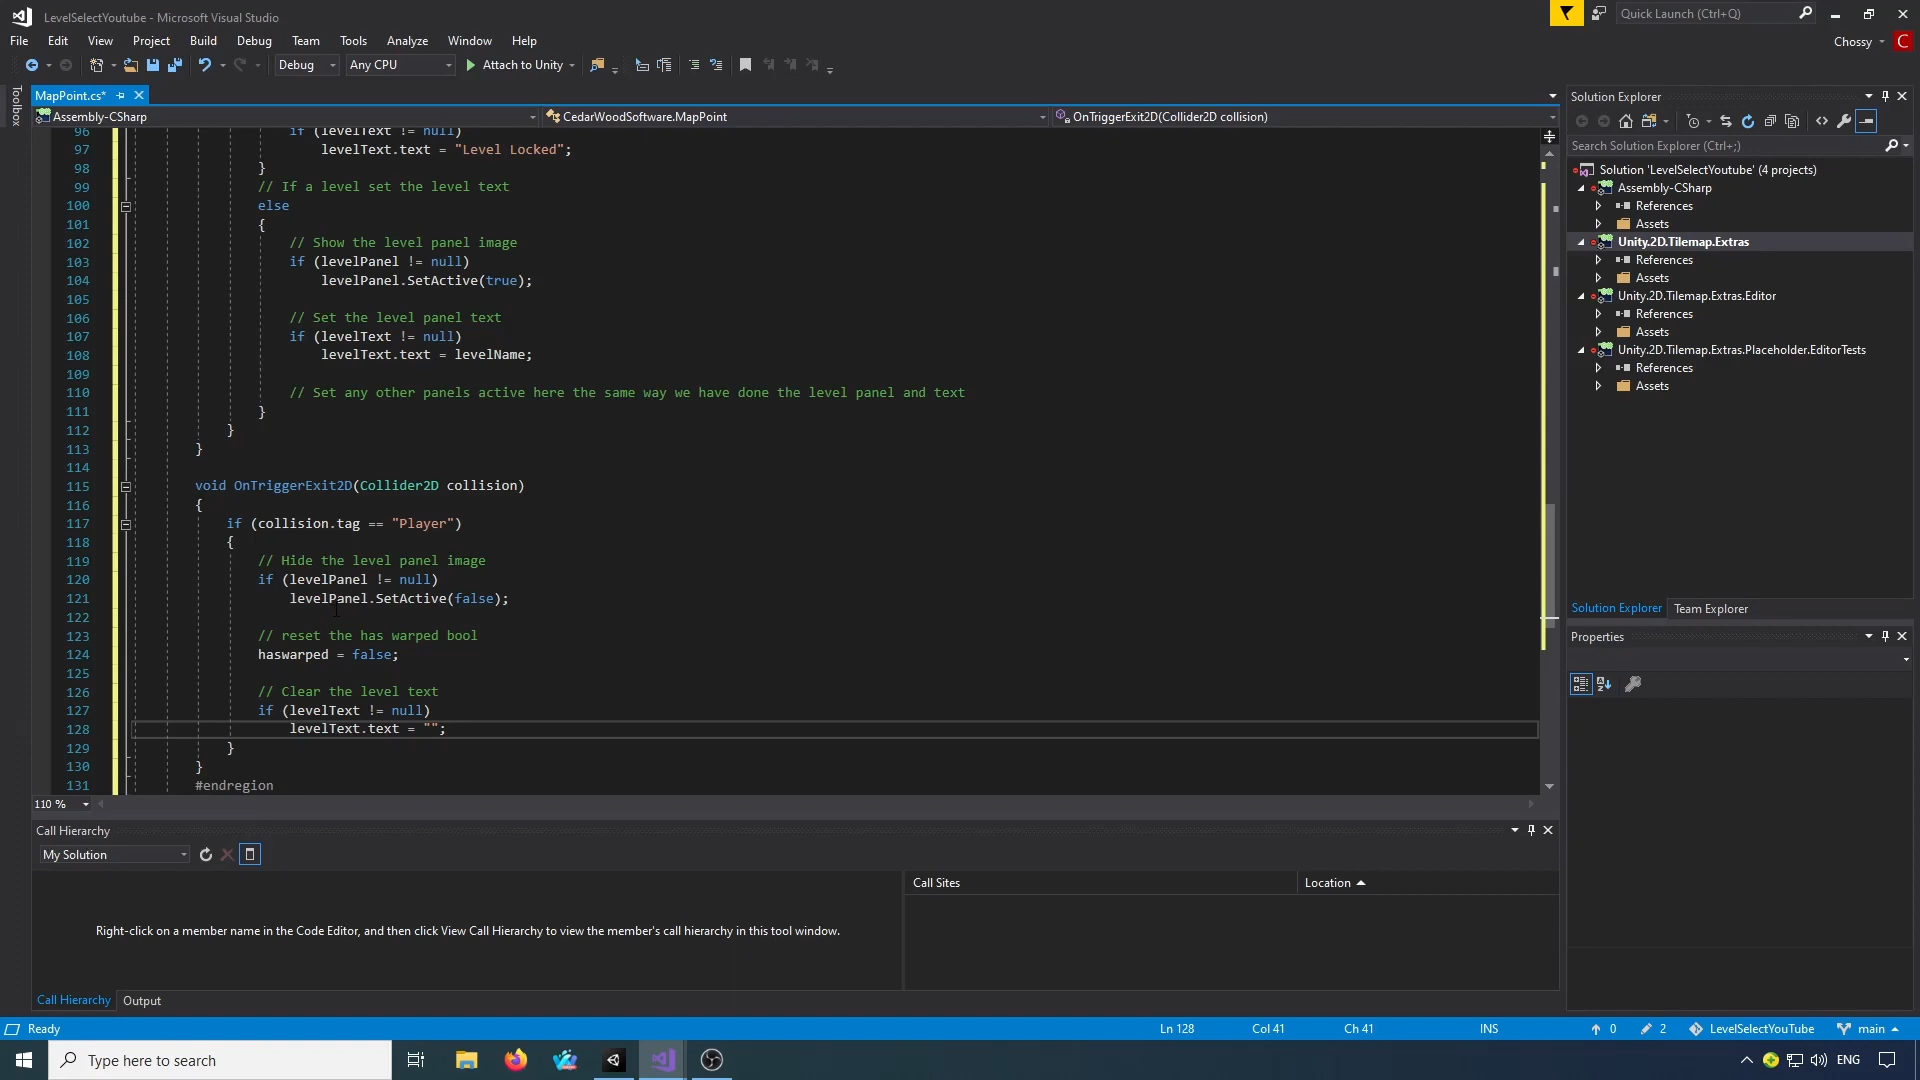 LevelSelectYoutube - Microsoft Visual Studio
Quick Launch (Ctrl+Q)
File Edit View Project Build Debug Team Tools Analyze Window Help
Chossy C
Debug Any CPU Attach to Unity
Toolbox
MapPoint.cs*
Assembly-CSharp CedarWoodSoftware.MapPoint OnTriggerExit2D(Collider2D collision)
96 if (levelText != null)
97 levelText.text = "Level Locked";
98 }
99 // If a level set the level text
100 else
101 {
102 // Show the level panel image
103 if (levelPanel != null)
104 levelPanel.SetActive(true);
105
106 // Set the level panel text
107 if (levelText != null)
108 levelText.text = levelName;
109
110 // Set any other panels active here the same way we have done the level panel and text
111 }
112 }
113 }
114
115 void OnTriggerExit2D(Collider2D collision)
116 {
117 if (collision.tag == "Player")
118 {
119 // Hide the level panel image
120 if (levelPanel != null)
121 levelPanel.SetActive(false);
122
123 // reset the has warped bool
124 haswarped = false;
125
126 // Clear the level text
127 if (levelText != null)
128 levelText.text = "";
129 }
130 }
131 #endregion
110 %
Solution Explorer
Search Solution Explorer (Ctrl+;)
Solution 'LevelSelectYoutube' (4 projects)
Assembly-CSharp
References
Assets
Unity.2D.Tilemap.Extras
References
Assets
Unity.2D.Tilemap.Extras.Editor
References
Assets
Unity.2D.Tilemap.Extras.Placeholder.EditorTests
References
Assets
Solution Explorer Team Explorer
Properties
Call Hierarchy
My Solution
Call Sites Location
Right-click on a member name in the Code Editor, and then click View Call Hierarchy to view the member's call hierarchy in this tool window.
Call Hierarchy Output
Ready Ln 128 Col 41 Ch 41 INS 0 2 LevelSelectYouTube main
Type here to search ENG